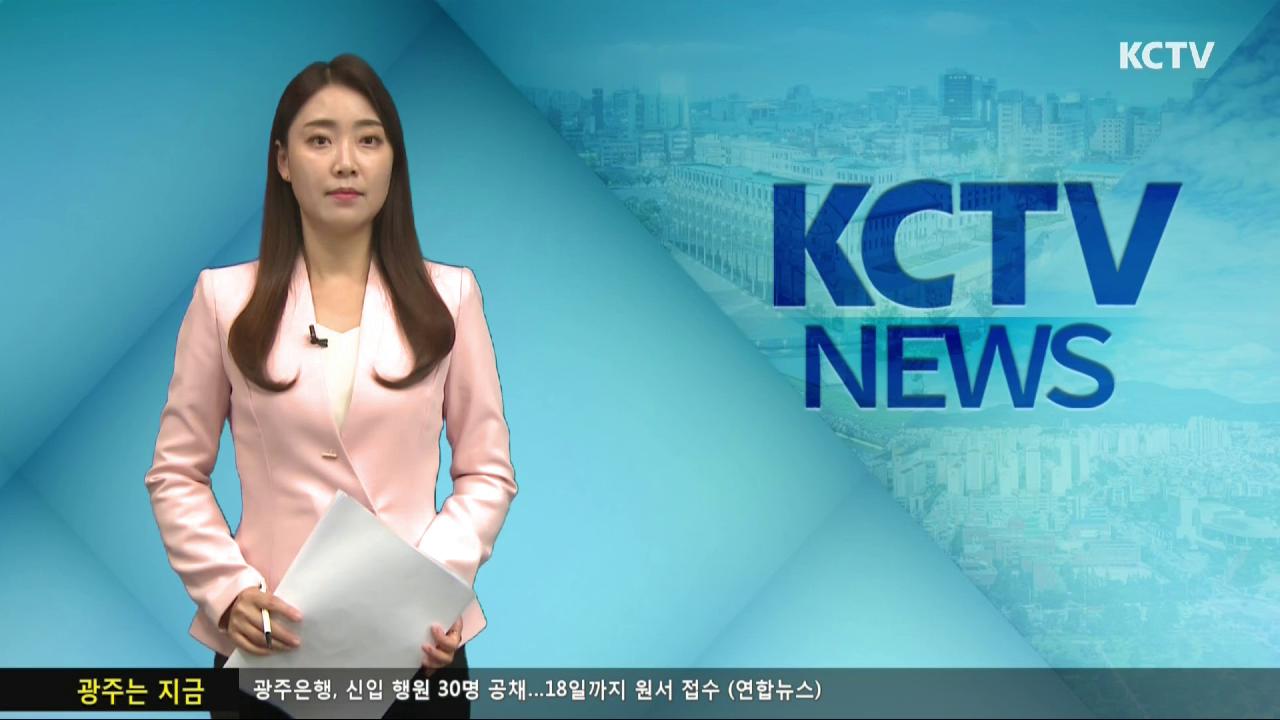 KCTV
KCTV
NEWS
광주는 지금
광주은행, 신입 행원 30명 공채...18일까지 원서 접수 (연합뉴스)